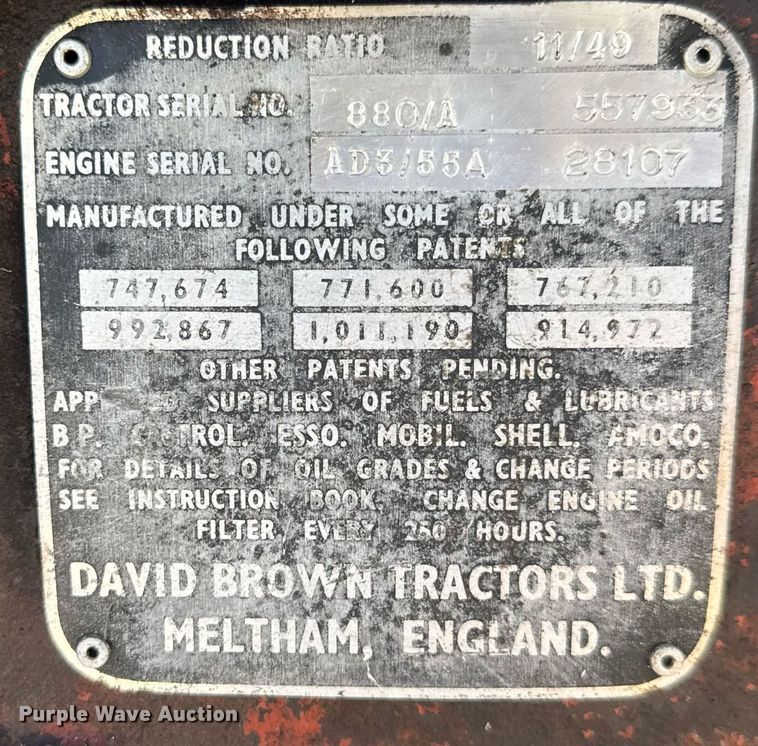 REDUCTION RATIO 11/49
TRACTOR SERIAL NO. 880/A 557933
ENGINE SERIAL NO. AD3/55A 28107
MANUFACTURED UNDER SOME OR ALL OF THE
FOLLOWING PATENTS
747,674 771,600 767,210
992,867 1,011,190 914,972
OTHER PATENTS PENDING.
SUPPLIERS OF FUELS & LUBRICANTS
B.P. ESSO. MOBIL. SHELL. AMOCO.
FOR DETAILS OF OIL GRADES & CHANGE PERIODS
SEE INSTRUCTION BOOK. CHANGE ENGINE OIL
FILTER EVERY 250 HOURS.
DAVID BROWN TRACTORS LTD.
MELTHAM, ENGLAND.
Purple Wave Auction